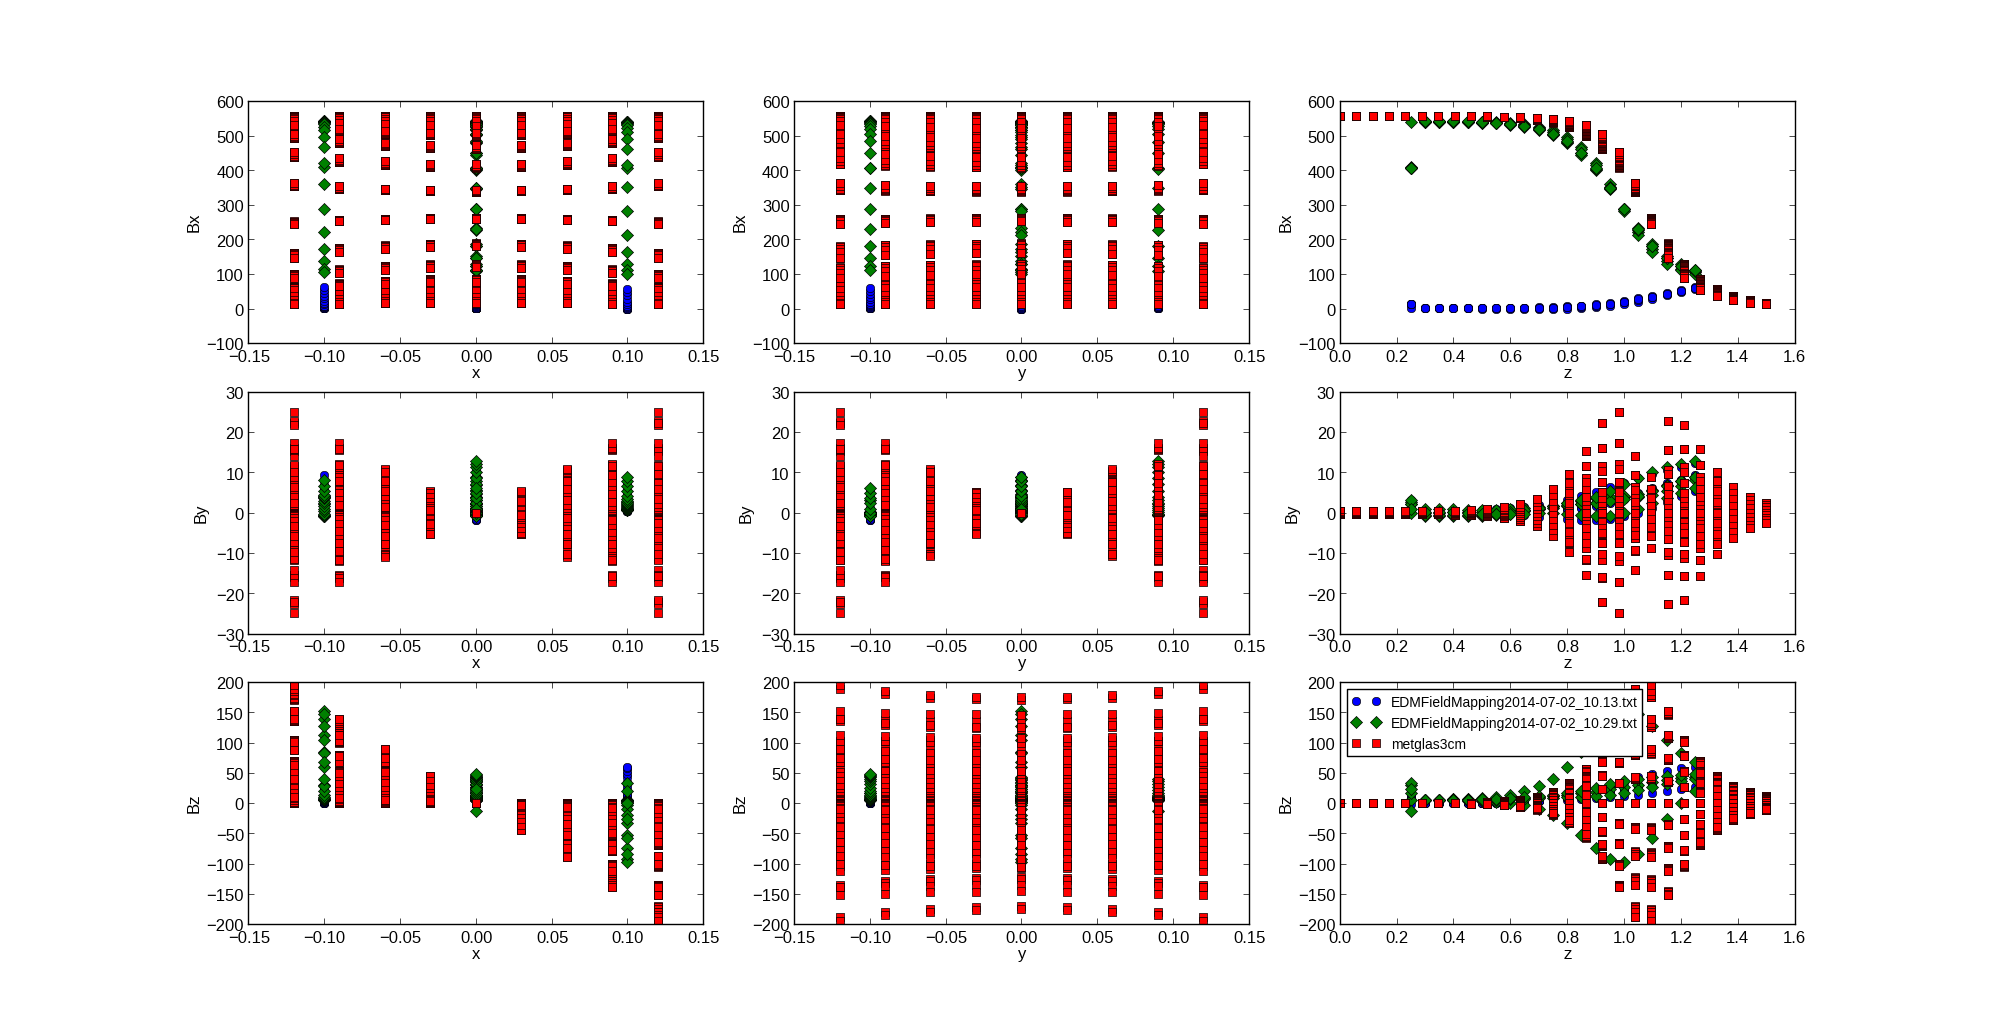 600
500
400
300
200
100
0
−100
Bx
−0.15 −0.10 −0.05 0.00 0.05 0.10 0.15
x
600
500
400
300
200
100
0
−100
Bx
−0.15 −0.10 −0.05 0.00 0.05 0.10 0.15
y
600
500
400
300
200
100
0
−100
Bx
0.0 0.2 0.4 0.6 0.8 1.0 1.2 1.4 1.6
z
30
20
10
0
−10
−20
−30
By
−0.15 −0.10 −0.05 0.00 0.05 0.10 0.15
x
30
20
10
0
−10
−20
−30
By
−0.15 −0.10 −0.05 0.00 0.05 0.10 0.15
y
30
20
10
0
−10
−20
−30
By
0.0 0.2 0.4 0.6 0.8 1.0 1.2 1.4 1.6
z
200
150
100
50
0
−50
−100
−150
−200
Bz
−0.15 −0.10 −0.05 0.00 0.05 0.10 0.15
x
200
150
100
50
0
−50
−100
−150
−200
Bz
−0.15 −0.10 −0.05 0.00 0.05 0.10 0.15
y
200
150
100
50
0
−50
−100
−150
−200
Bz
EDMFieldMapping2014-07-02_10.13.txt
EDMFieldMapping2014-07-02_10.29.txt
metglas3cm
0.0 0.2 0.4 0.6 0.8 1.0 1.2 1.4 1.6
z